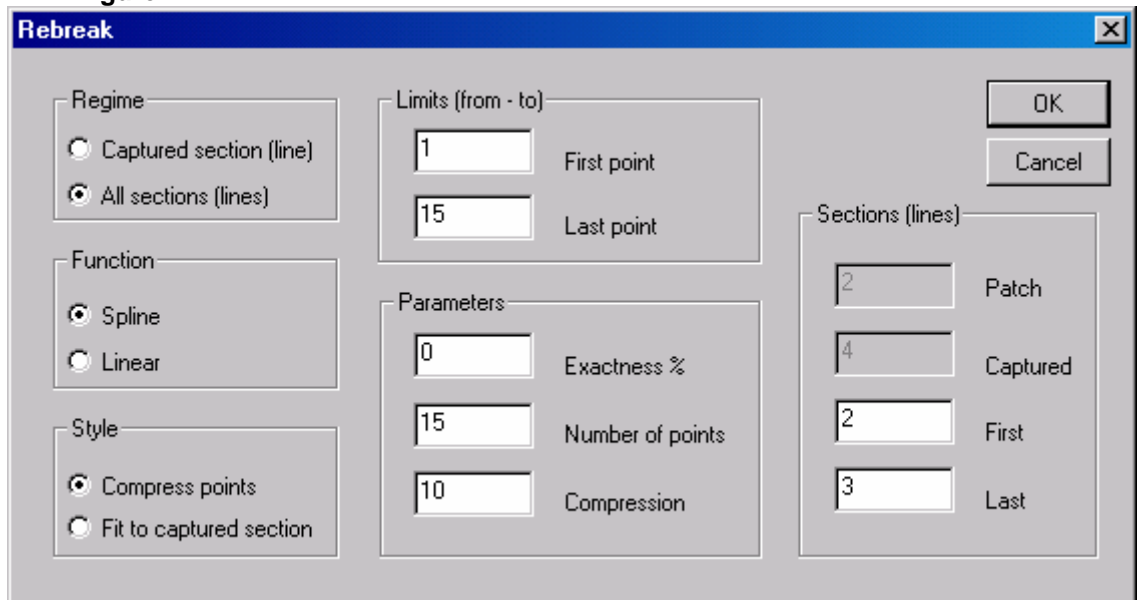 Rebreak
Regime
Captured section (line)
All sections (lines)
Function
Spline
Linear
Style
Compress points
Fit to captured section
Limits (from - to)
1 First point
15 Last point
Parameters
0 Exactness %
15 Number of points
10 Compression
OK
Cancel
Sections (lines)
2 Patch
4 Captured
2 First
3 Last